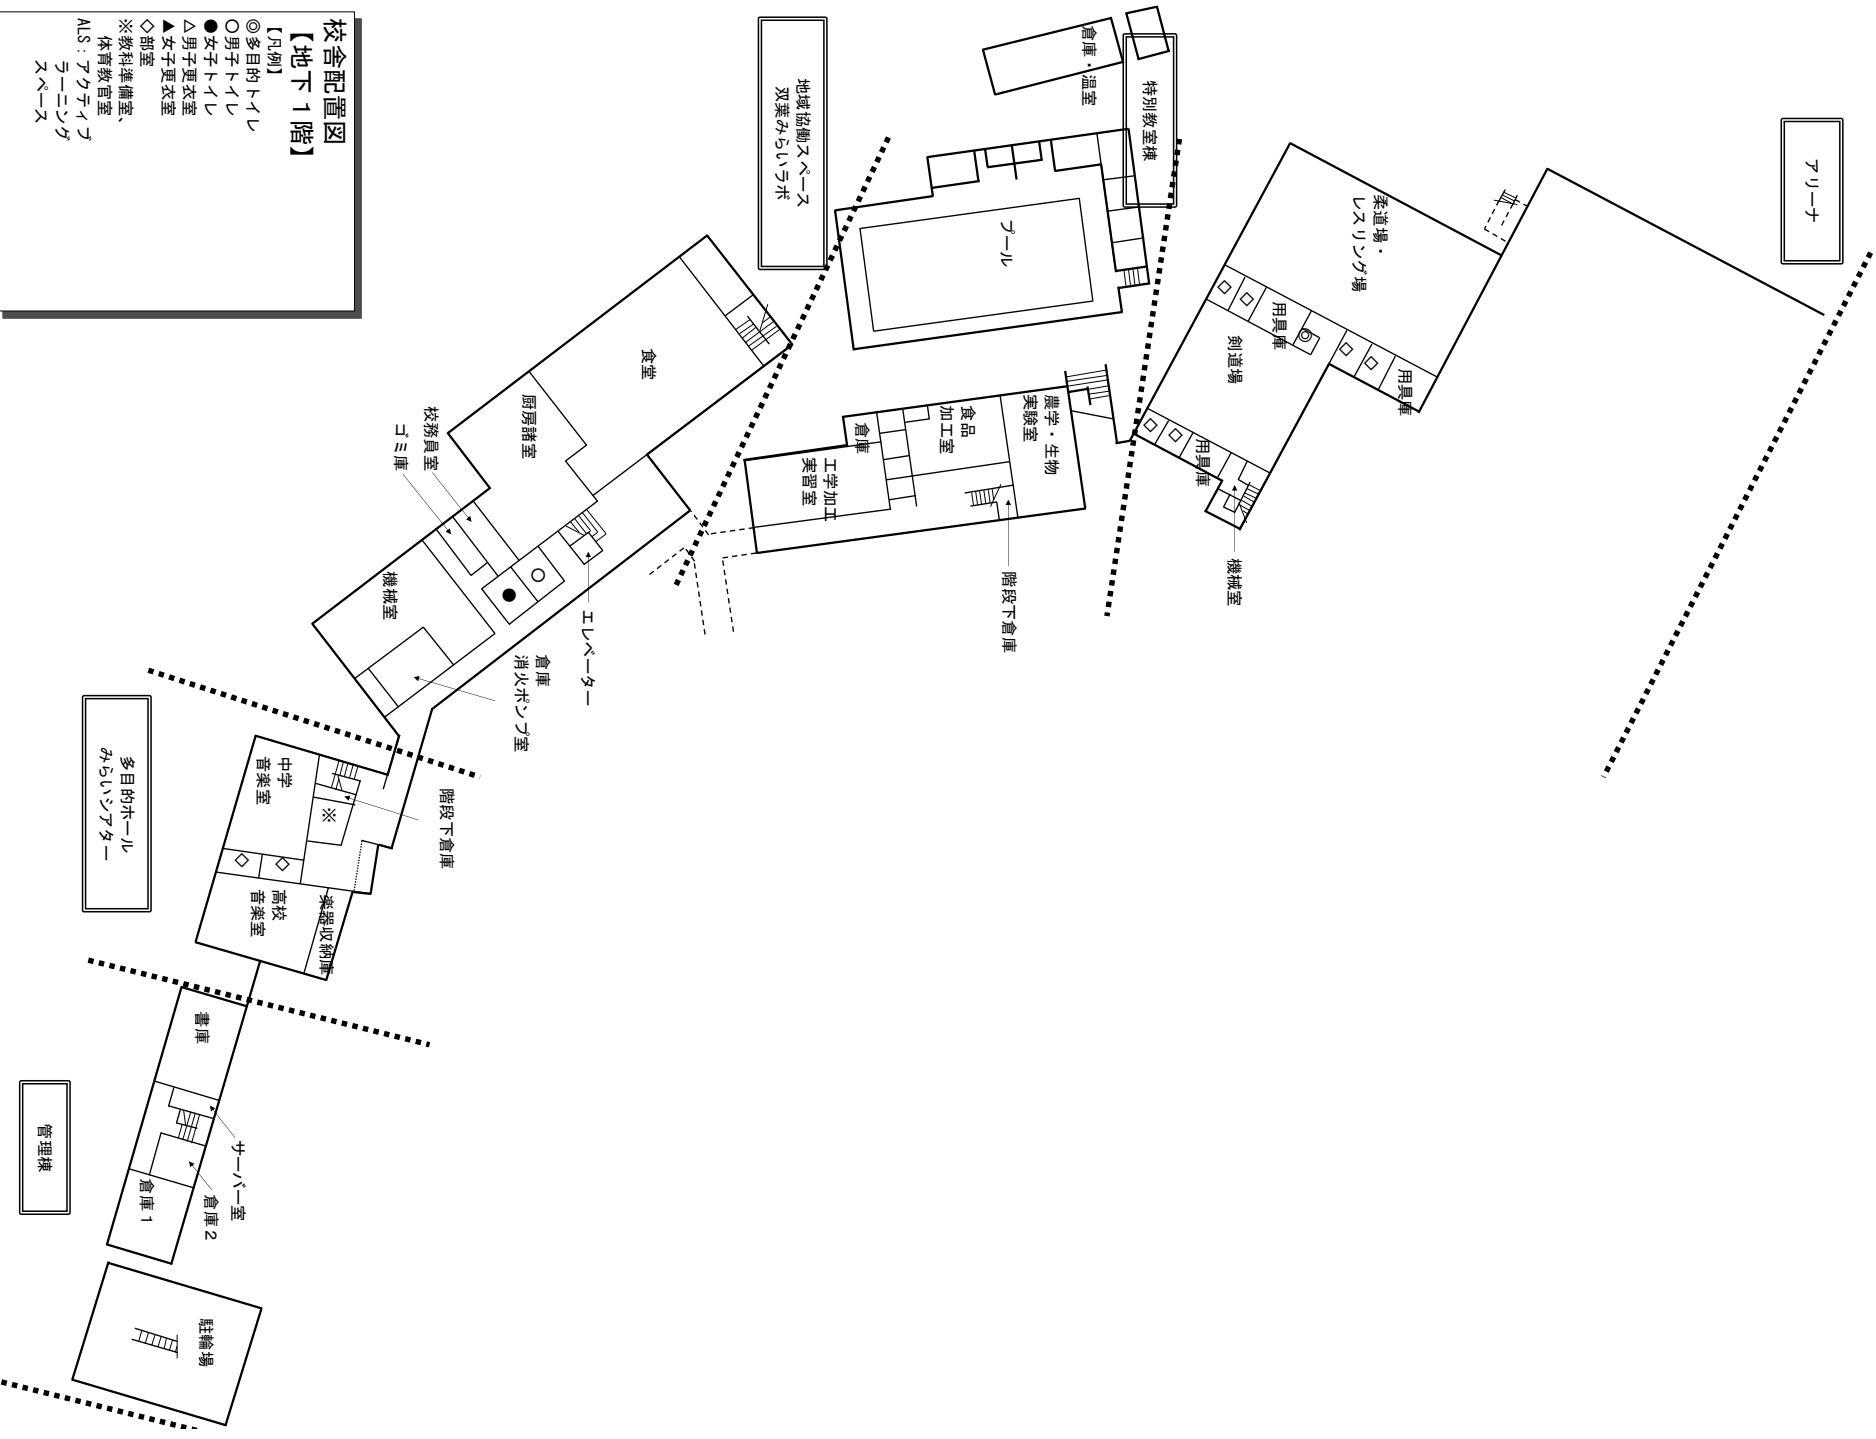 校舎配置図
【地下１階】
【凡例】
◎多目的トイレ
○男子トイレ
●女子トイレ
△男子更衣室
▲女子更衣室
◇部室
※教科準備室、
体育教官室
ALS：アクティブ
ラーニング
スペース
アリーナ
柔道場・
レスリング場
用具庫
剣道場
用具庫
用具庫
機械室
特別教室棟
倉庫・温室
プール
農学・生物
実験室
食品
加工室
倉庫
工学加工
実習室
階段下倉庫
地域協働スペース
双葉みらいラボ
食堂
厨房諸室
校務員室
ゴミ庫
機械室
エレベーター
倉庫
消火ポンプ室
多目的ホール
みらいシアター
中学
音楽室
※
階段下倉庫
高校
音楽室
楽器収納庫
管理棟
書庫
サーバー室
倉庫２
倉庫１
駐輪場